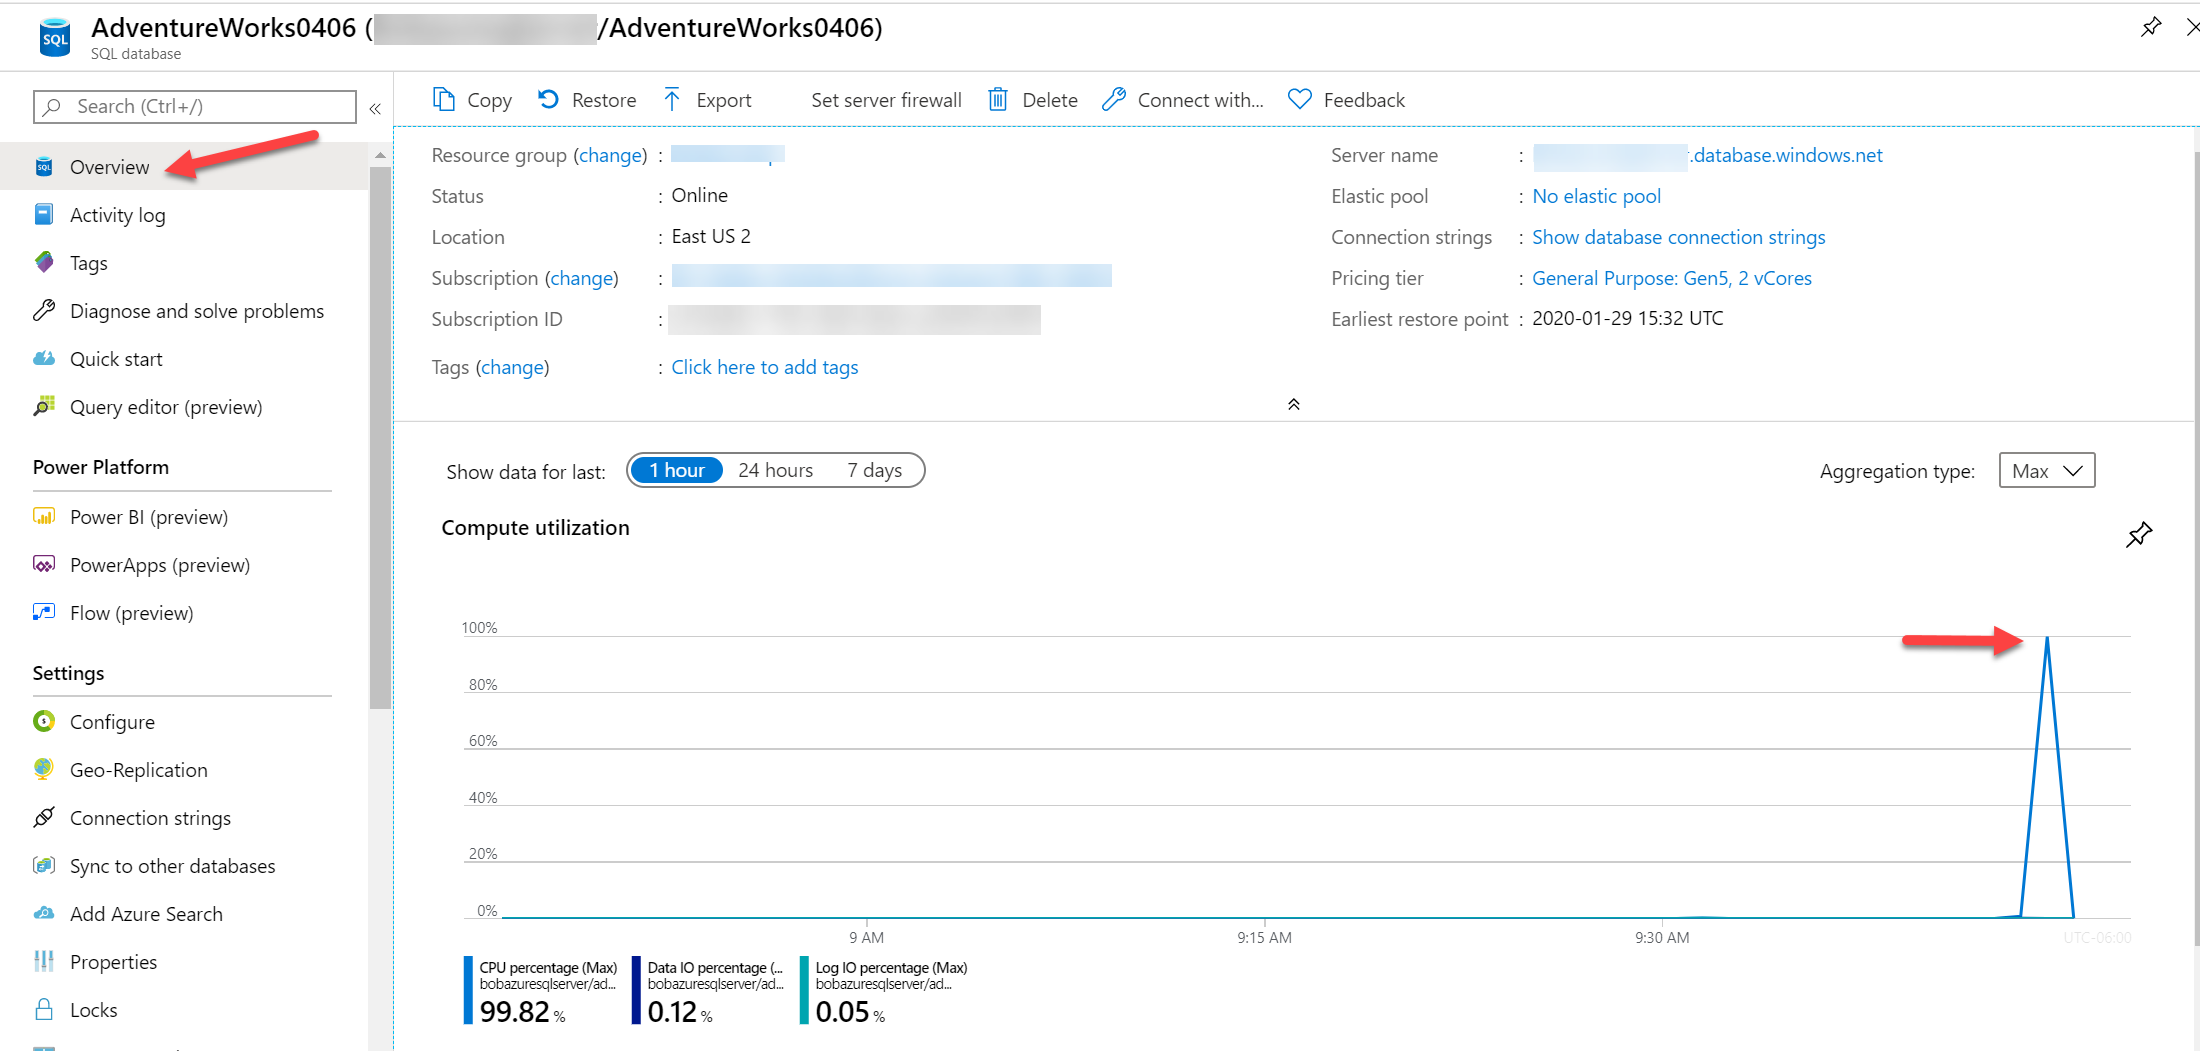 AdventureWorks0406 (/AdventureWorks0406)
SQL database
Search (Ctrl+/)
«
Overview
Activity log
Tags
Diagnose and solve problems
Quick start
Query editor (preview)
Power Platform
Power BI (preview)
PowerApps (preview)
Flow (preview)
Settings
Configure
Geo-Replication
Connection strings
Sync to other databases
Add Azure Search
Properties
Locks
Copy
Restore
Export
Set server firewall
Delete
Connect with...
Feedback
Resource group (change) :
Status : Online
Location : East US 2
Subscription (change) :
Subscription ID :
Tags (change) : Click here to add tags
Server name : .database.windows.net
Elastic pool : No elastic pool
Connection strings : Show database connection strings
Pricing tier : General Purpose: Gen5, 2 vCores
Earliest restore point : 2020-01-29 15:32 UTC
Show data for last: 1 hour 24 hours 7 days
Aggregation type: Max
Compute utilization
100%
80%
60%
40%
20%
0%
9 AM
9:15 AM
9:30 AM
UTC-06:00
CPU percentage (Max)
bobazuresqlserver/ad...
99.82 %
Data IO percentage (...
bobazuresqlserver/ad...
0.12 %
Log IO percentage (Max)
bobazuresqlserver/ad...
0.05 %